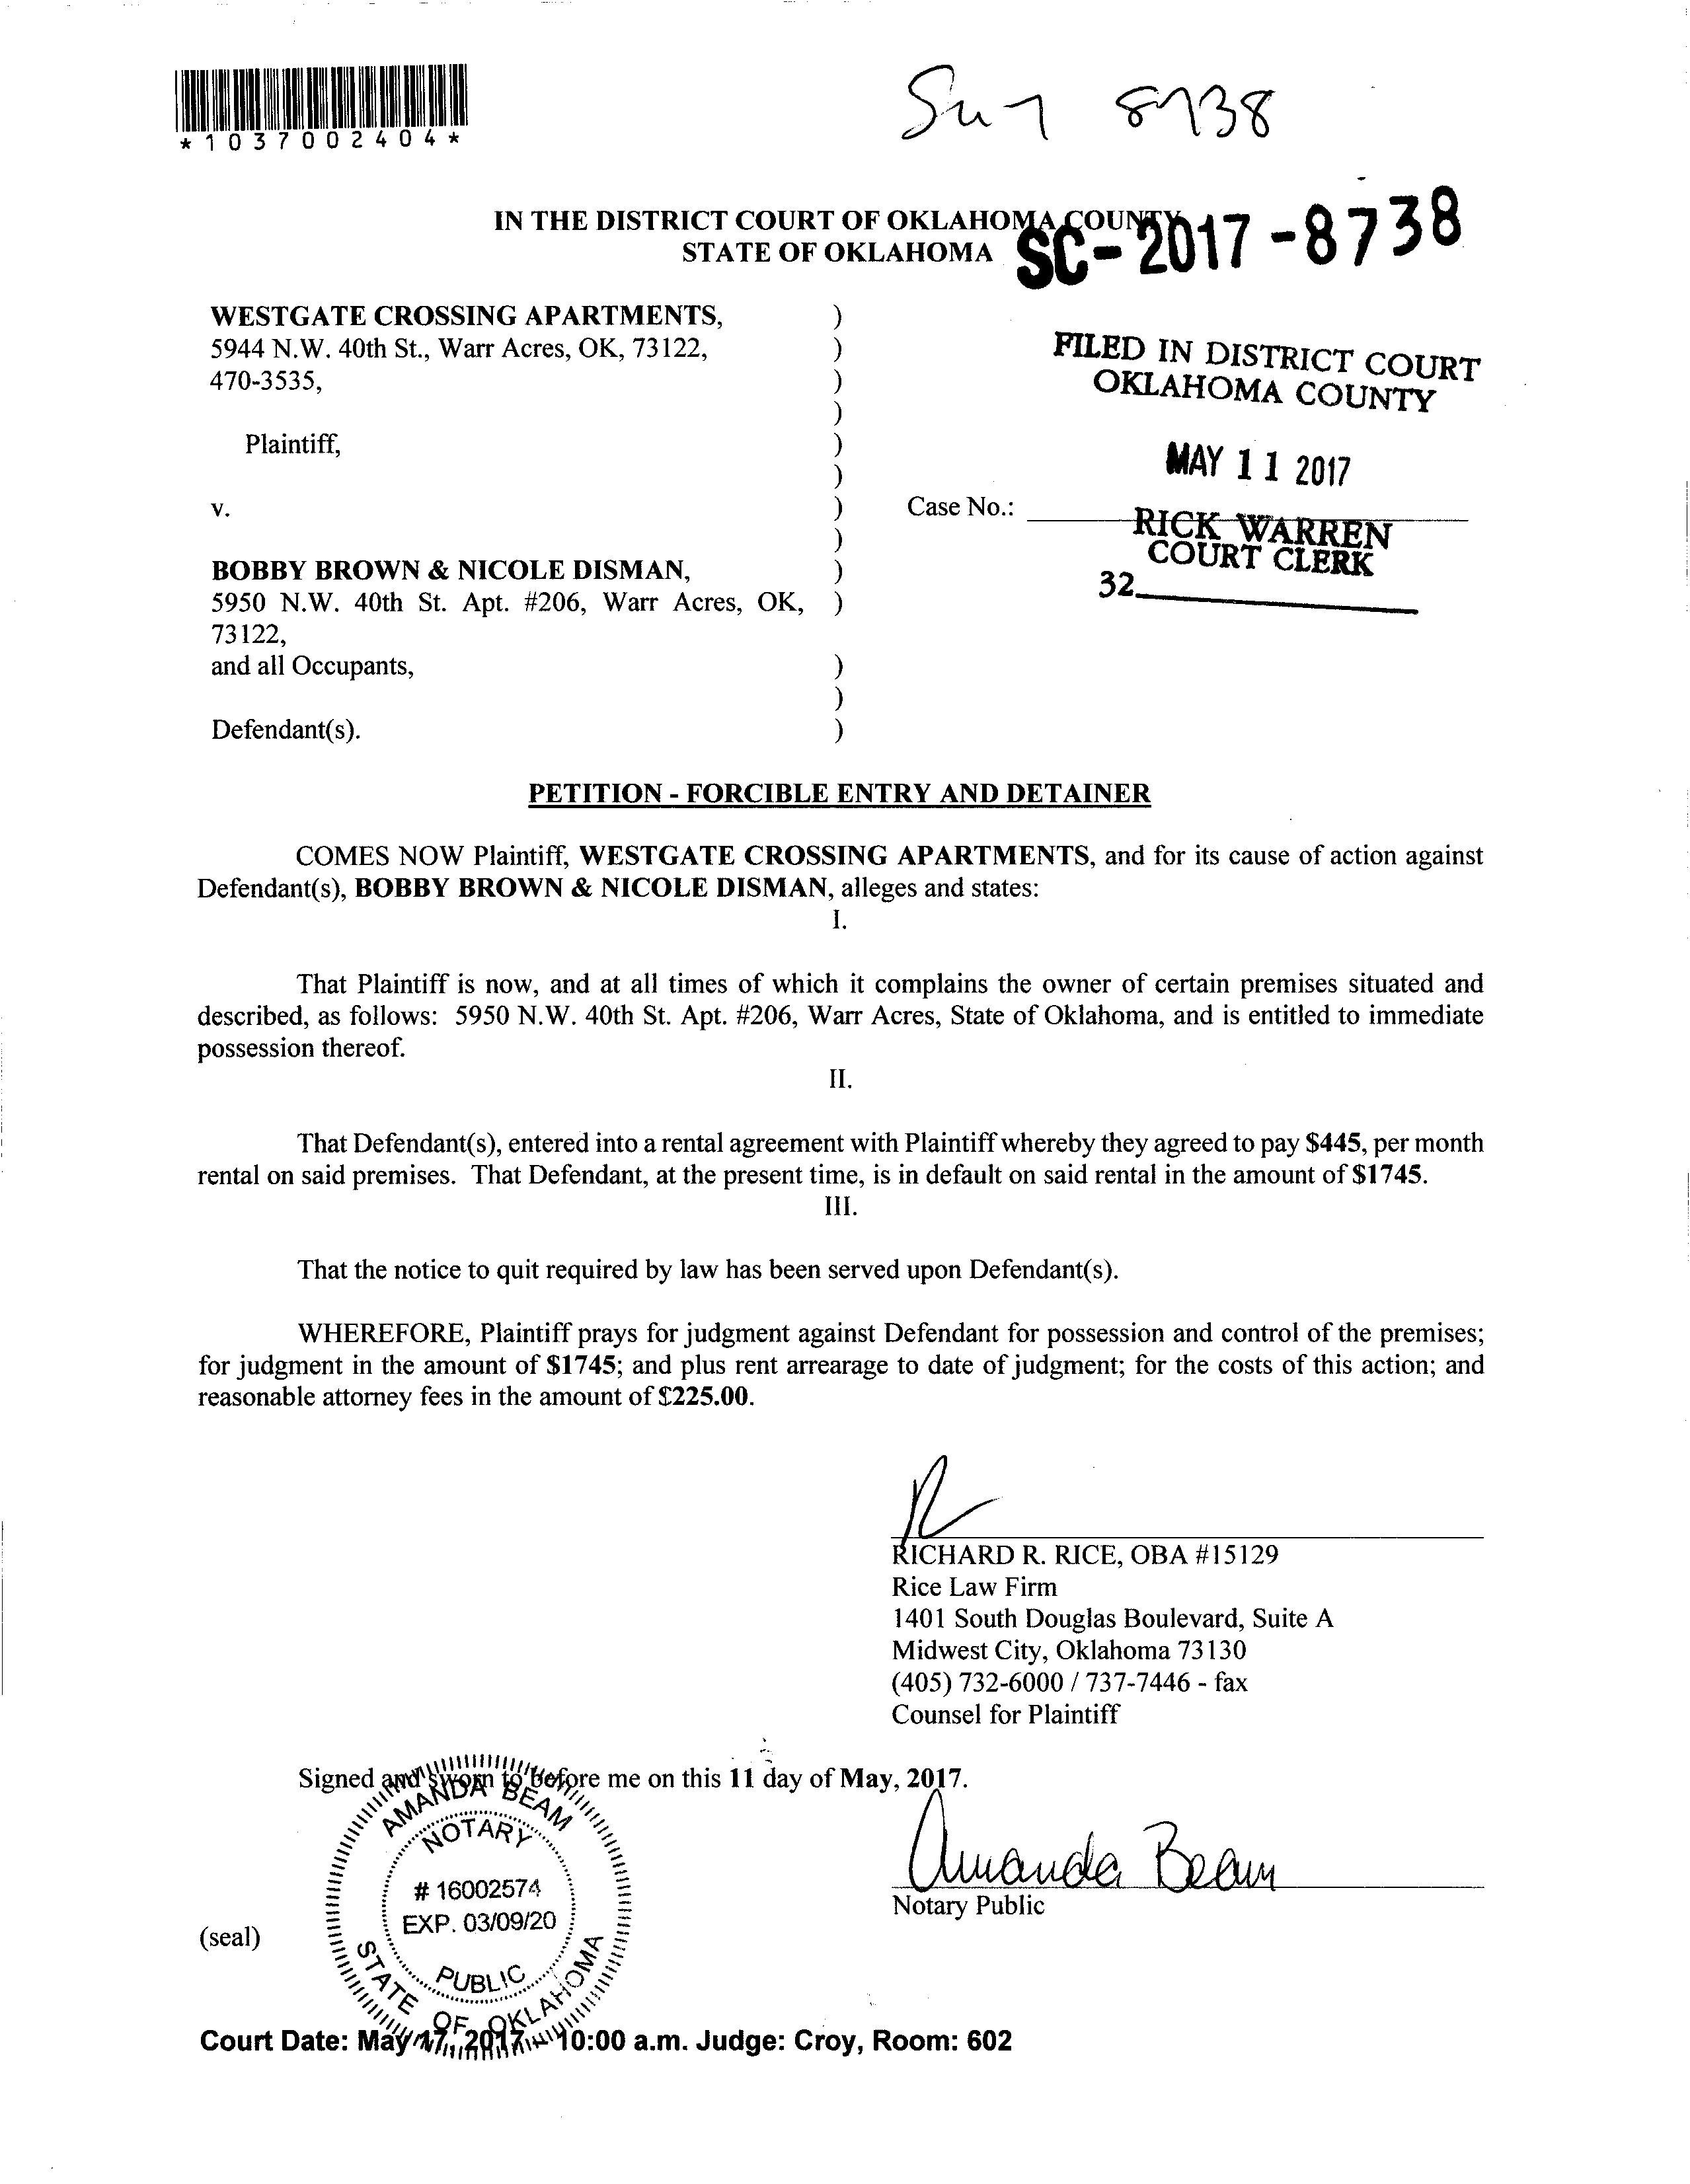 *1037002404*
8738
IN THE DISTRICT COURT OF OKLAHOMA COUNTY
STATE OF OKLAHOMA
SC-2017-8738
WESTGATE CROSSING APARTMENTS, )
5944 N.W. 40th St., Warr Acres, OK, 73122, )
470-3535, )
)
Plaintiff, )
)
v. )
)
BOBBY BROWN & NICOLE DISMAN, )
5950 N.W. 40th St. Apt. #206, Warr Acres, OK, )
73122,
and all Occupants, )
)
Defendant(s). )
FILED IN DISTRICT COURT
OKLAHOMA COUNTY
MAY 11 2017
Case No.:
RICK WARREN
COURT CLERK
32
PETITION - FORCIBLE ENTRY AND DETAINER
COMES NOW Plaintiff, WESTGATE CROSSING APARTMENTS, and for its cause of action against
Defendant(s), BOBBY BROWN & NICOLE DISMAN, alleges and states:
I.
That Plaintiff is now, and at all times of which it complains the owner of certain premises situated and
described, as follows: 5950 N.W. 40th St. Apt. #206, Warr Acres, State of Oklahoma, and is entitled to immediate
possession thereof.
II.
That Defendant(s), entered into a rental agreement with Plaintiff whereby they agreed to pay $445, per month
rental on said premises. That Defendant, at the present time, is in default on said rental in the amount of $1745.
III.
That the notice to quit required by law has been served upon Defendant(s).
WHEREFORE, Plaintiff prays for judgment against Defendant for possession and control of the premises;
for judgment in the amount of $1745; and plus rent arrearage to date of judgment; for the costs of this action; and
reasonable attorney fees in the amount of $225.00.
RICHARD R. RICE, OBA #15129
Rice Law Firm
1401 South Douglas Boulevard, Suite A
Midwest City, Oklahoma 73130
(405) 732-6000 / 737-7446 - fax
Counsel for Plaintiff
Signed and sworn to before me on this 11 day of May, 2017.
Amanda Beam
Notary Public
(seal)
AMANDA BEAM
NOTARY
# 16002574
EXP. 03/09/20
PUBLIC
STATE OF OKLAHOMA
Court Date: May 17, 2017 - 10:00 a.m. Judge: Croy, Room: 602